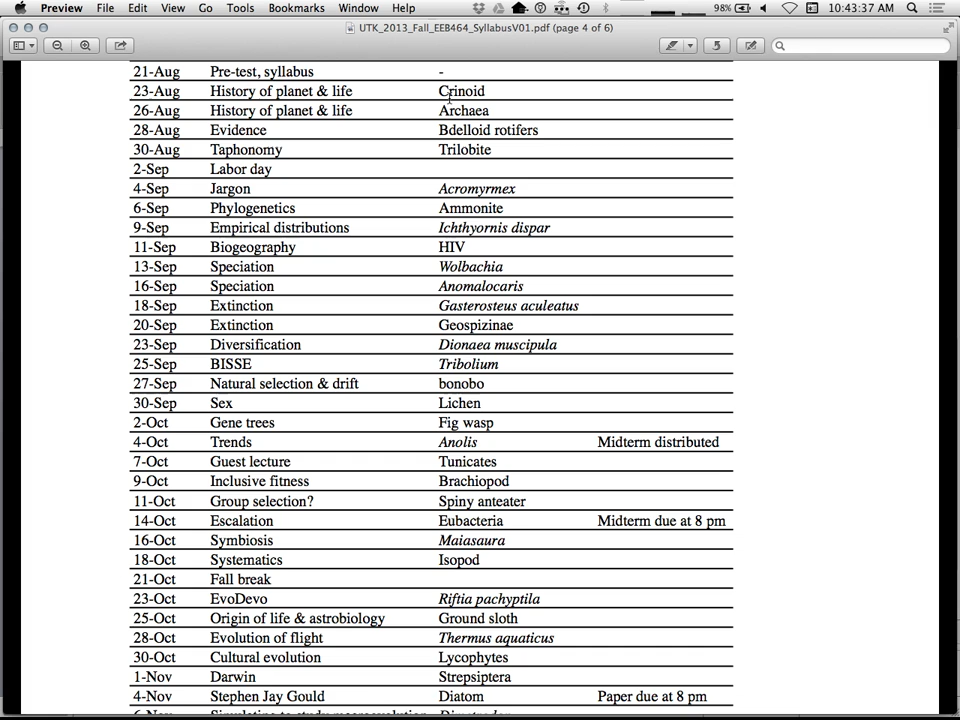 Preview File Edit View Go Tools Bookmarks Window Help 98% 10:43:37 AM
UTK_2013_Fall_EEB464_SyllabusV01.pdf (page 4 of 6)
21-Aug Pre-test, syllabus -
23-Aug History of planet & life Crinoid
26-Aug History of planet & life Archaea
28-Aug Evidence Bdelloid rotifers
30-Aug Taphonomy Trilobite
2-Sep Labor day
4-Sep Jargon Acromyrmex
6-Sep Phylogenetics Ammonite
9-Sep Empirical distributions Ichthyornis dispar
11-Sep Biogeography HIV
13-Sep Speciation Wolbachia
16-Sep Speciation Anomalocaris
18-Sep Extinction Gasterosteus aculeatus
20-Sep Extinction Geospizinae
23-Sep Diversification Dionaea muscipula
25-Sep BISSE Tribolium
27-Sep Natural selection & drift bonobo
30-Sep Sex Lichen
2-Oct Gene trees Fig wasp
4-Oct Trends Anolis Midterm distributed
7-Oct Guest lecture Tunicates
9-Oct Inclusive fitness Brachiopod
11-Oct Group selection? Spiny anteater
14-Oct Escalation Eubacteria Midterm due at 8 pm
16-Oct Symbiosis Maiasaura
18-Oct Systematics Isopod
21-Oct Fall break
23-Oct EvoDevo Riftia pachyptila
25-Oct Origin of life & astrobiology Ground sloth
28-Oct Evolution of flight Thermus aquaticus
30-Oct Cultural evolution Lycophytes
1-Nov Darwin Strepsiptera
4-Nov Stephen Jay Gould Diatom Paper due at 8 pm
6-Nov Simulating to study macroevolution Dimetrodon